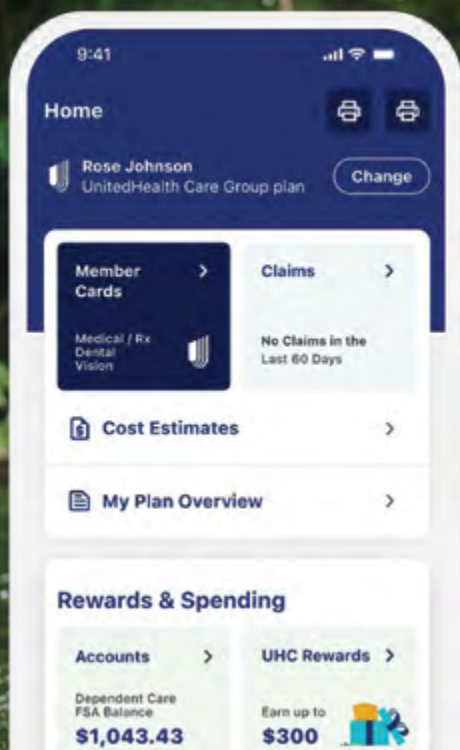 9:41
Home
Rose Johnson
UnitedHealth Care Group plan
Change
Member
Cards
Medical / Rx
Dental
Vision
Claims
No Claims in the
Last 60 Days
Cost Estimates
My Plan Overview
Rewards & Spending
Accounts
Dependent Care
FSA Balance
$1,043.43
UHC Rewards
Earn up to
$300